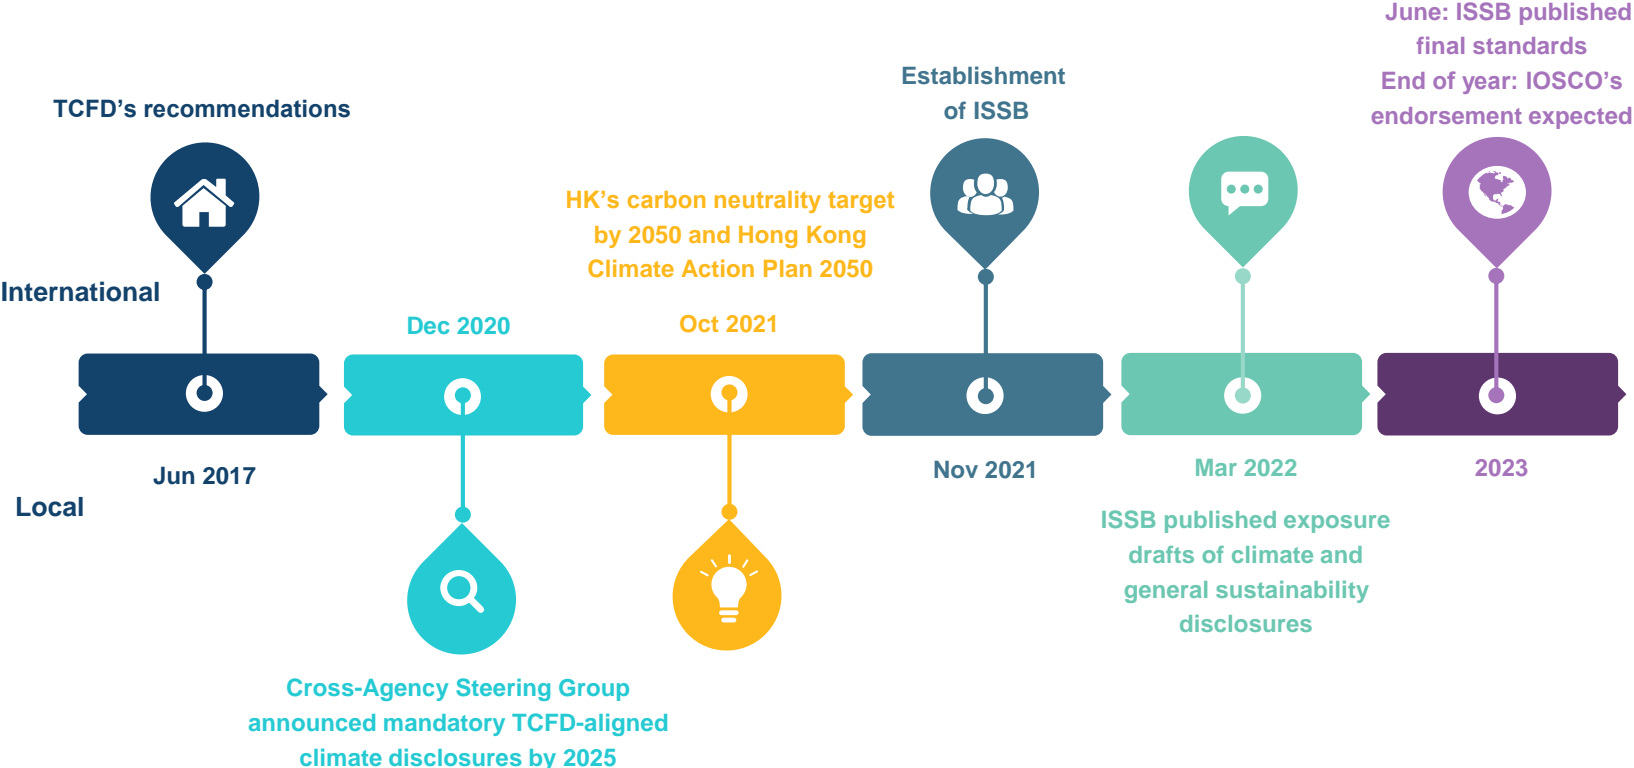 June: ISSB published
final standards
End of year: IOSCO's
endorsement expected
Establishment
of ISSB
TCFD’s recommendations
HK’s carbon neutrality target
by 2050 and Hong Kong
Climate Action Plan 2050
International
Dec 2020
Oct 2021
Jun 2017
Nov 2021
Mar 2022
2023
Local
ISSB published exposure
drafts of climate and
general sustainability
disclosures
Cross-Agency Steering Group
announced mandatory TCFD-aligned
climate disclosures by 2025